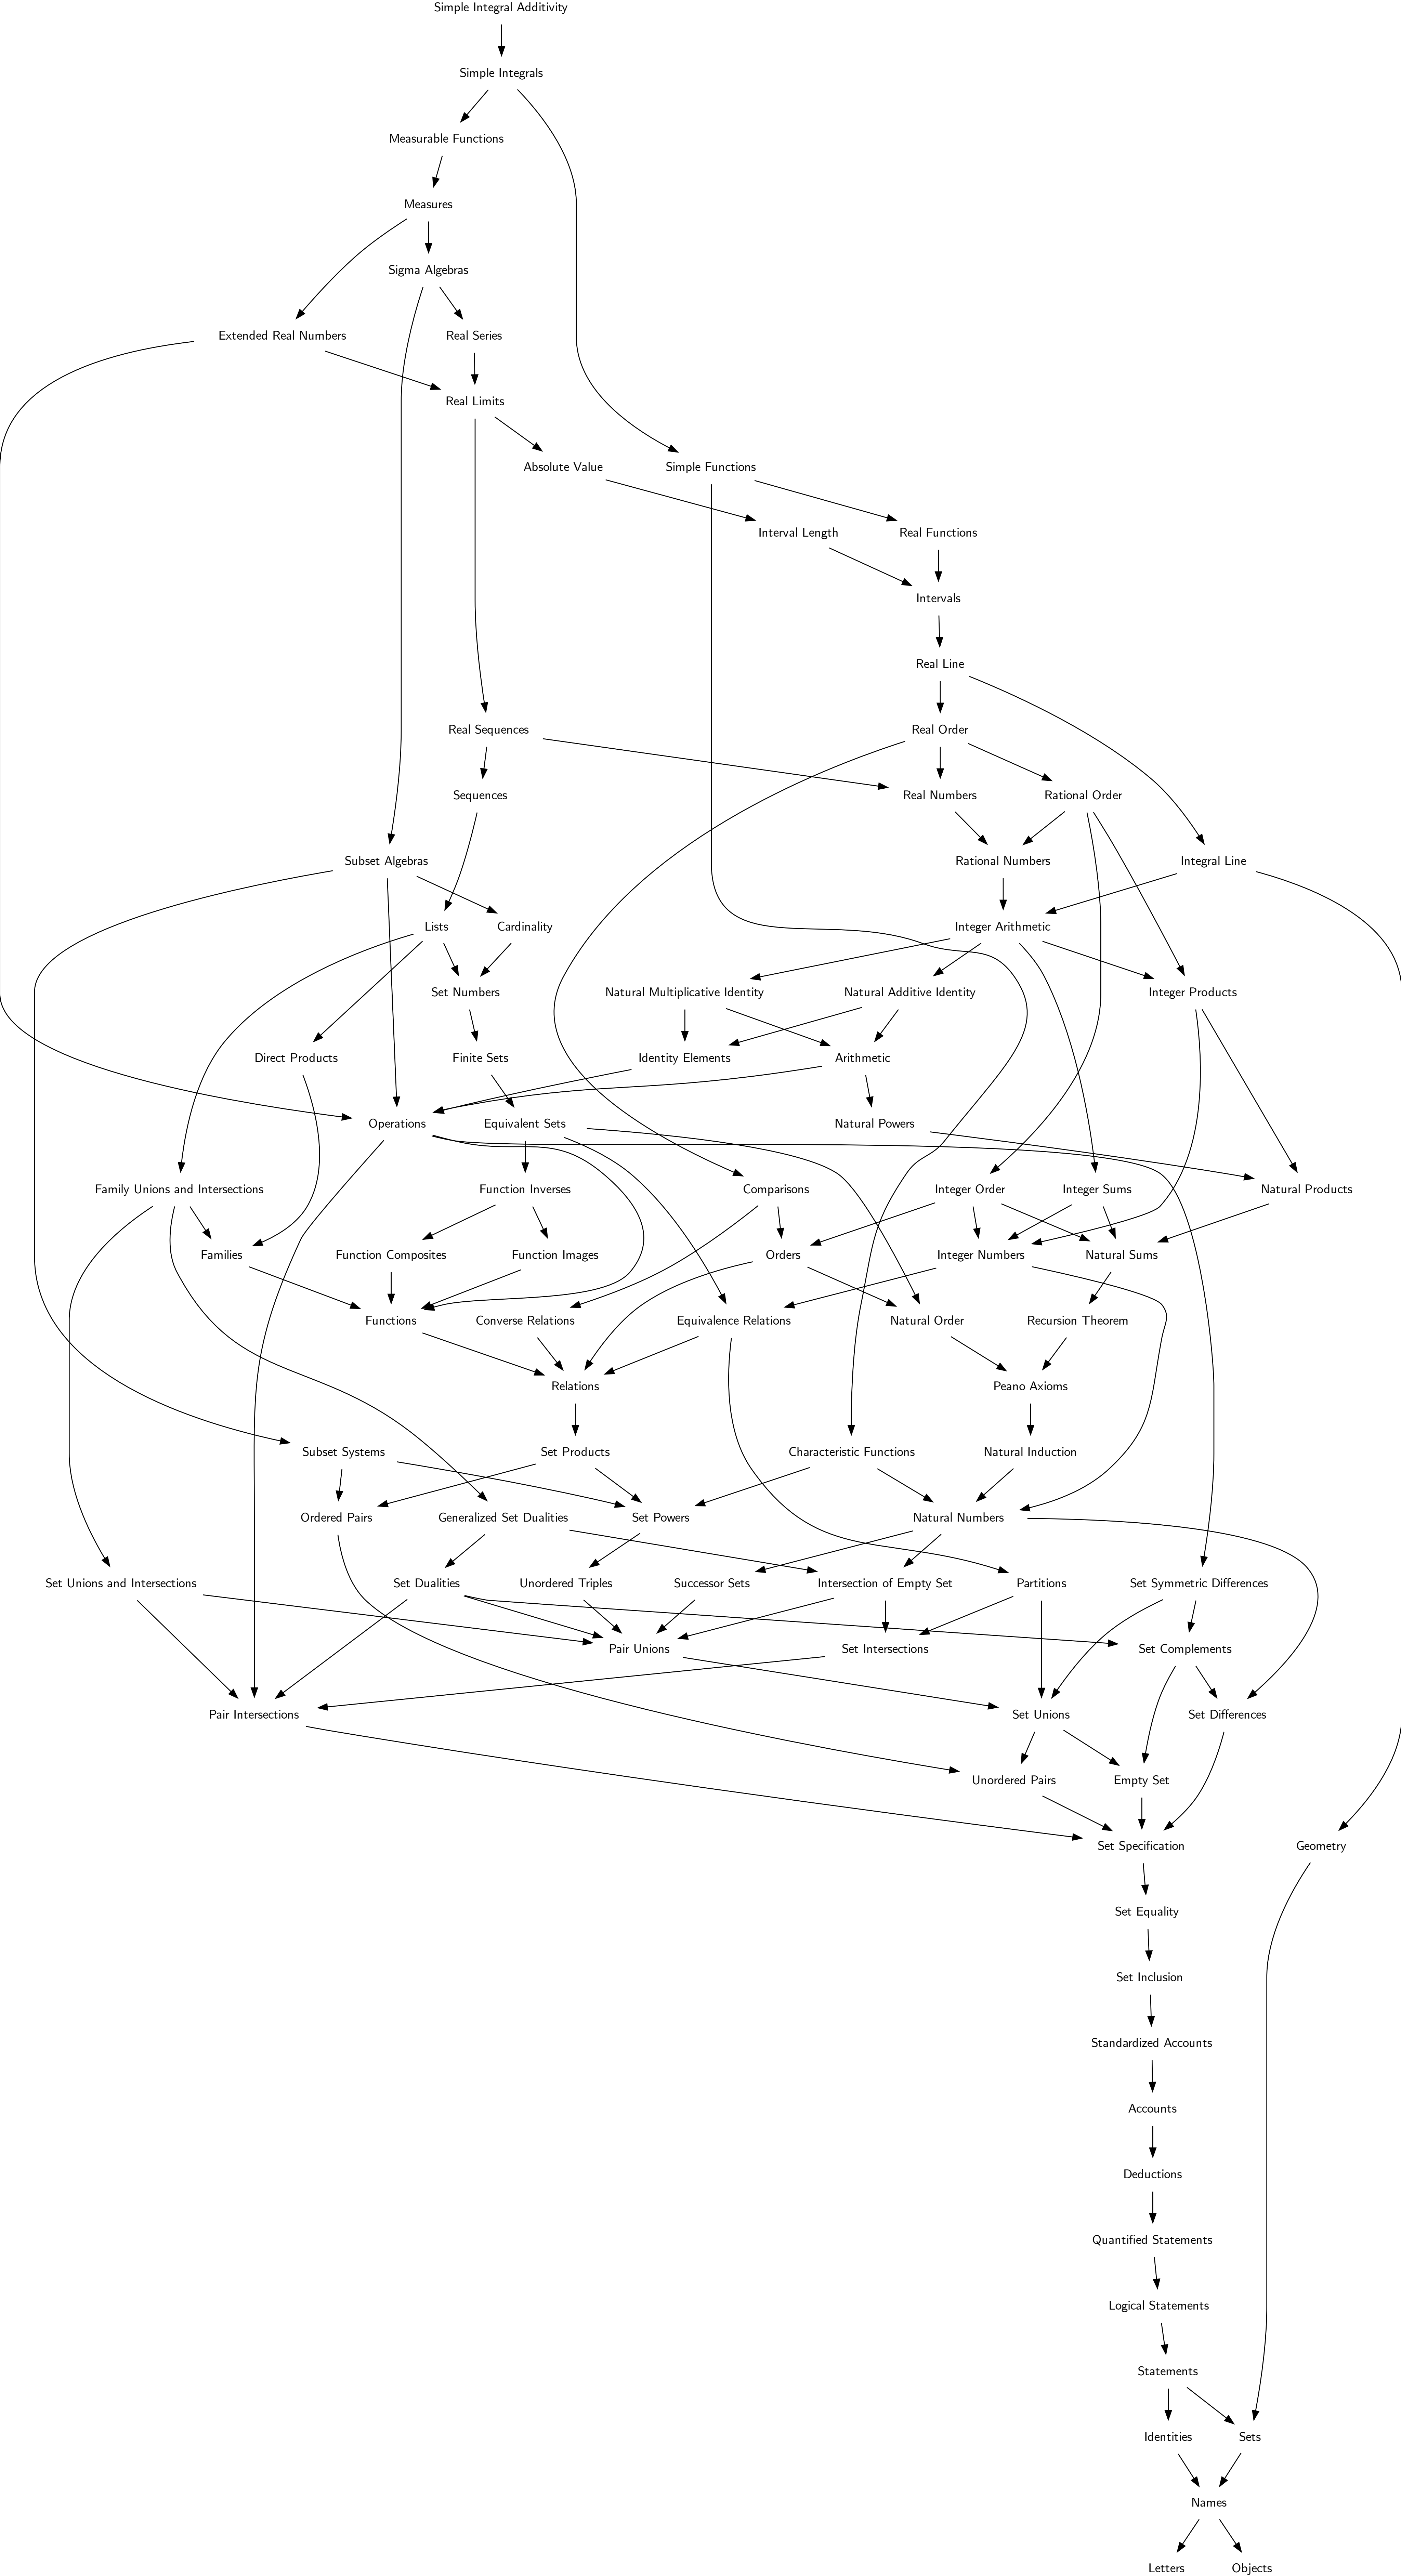 Simple Integral Additivity
Simple Integrals
Measurable Functions
Measures
Sigma Algebras
Extended Real Numbers
Real Series
Real Limits
Absolute Value
Simple Functions
Interval Length
Real Functions
Intervals
Real Line
Real Sequences
Real Order
Sequences
Real Numbers
Rational Order
Subset Algebras
Rational Numbers
Integral Line
Lists
Cardinality
Integer Arithmetic
Set Numbers
Natural Multiplicative Identity
Natural Additive Identity
Integer Products
Direct Products
Finite Sets
Identity Elements
Arithmetic
Operations
Equivalent Sets
Natural Powers
Family Unions and Intersections
Function Inverses
Comparisons
Integer Order
Integer Sums
Natural Products
Families
Function Composites
Function Images
Orders
Integer Numbers
Natural Sums
Functions
Converse Relations
Equivalence Relations
Natural Order
Recursion Theorem
Relations
Peano Axioms
Subset Systems
Set Products
Characteristic Functions
Natural Induction
Ordered Pairs
Generalized Set Dualities
Set Powers
Natural Numbers
Set Unions and Intersections
Set Dualities
Unordered Triples
Successor Sets
Intersection of Empty Set
Partitions
Set Symmetric Differences
Pair Unions
Set Intersections
Set Complements
Pair Intersections
Set Unions
Set Differences
Unordered Pairs
Empty Set
Set Specification
Geometry
Set Equality
Set Inclusion
Standardized Accounts
Accounts
Deductions
Quantified Statements
Logical Statements
Statements
Identities
Sets
Names
Letters
Objects